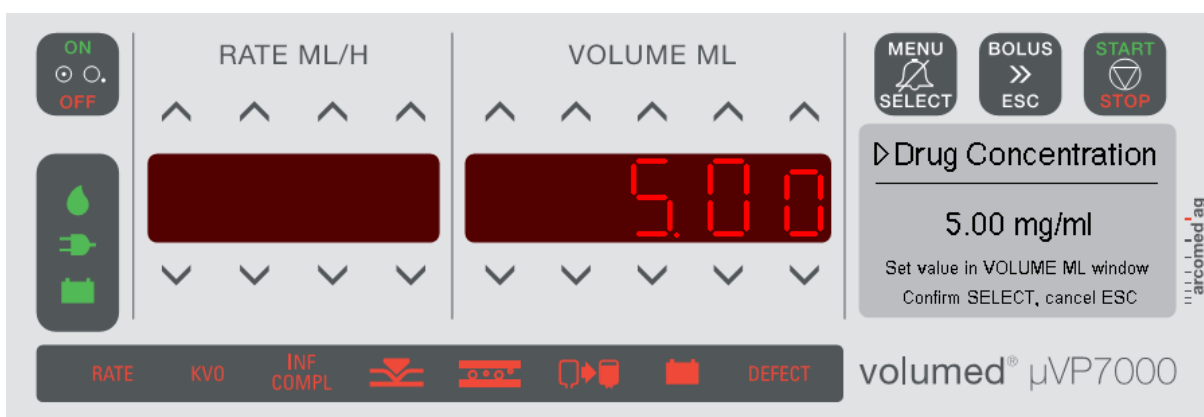 ON
OFF
RATE ML/H
VOLUME ML
MENU
SELECT
BOLUS
ESC
START
STOP
5.00
▷Drug Concentration
5.00 mg/ml
Set value in VOLUME ML window
Confirm SELECT, cancel ESC
arcomed ag
RATE
KVO
INF
COMPL
DEFECT
volumed® µVP7000